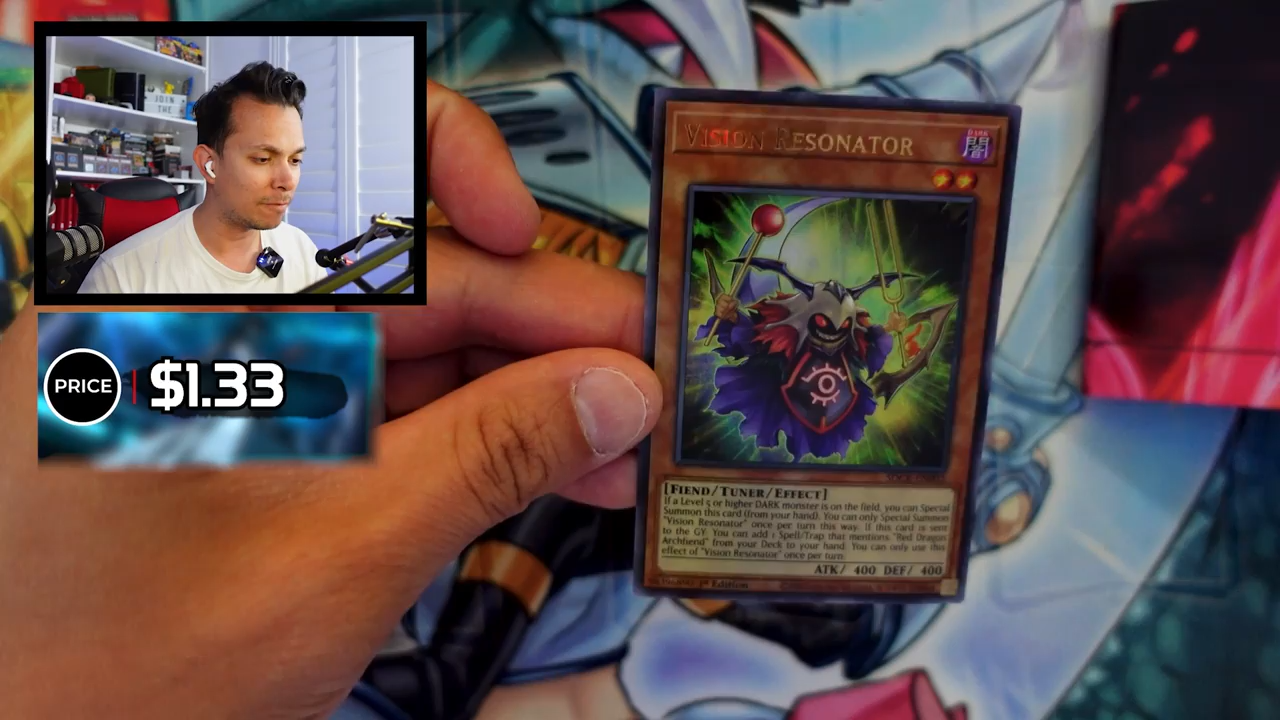 JOIN
THE
PRICE
$1.33
VISION RESONATOR
DARK
闇
[FIEND/TUNER/EFFECT]
If a Level 5 or higher DARK monster is on the field, you can Special
Summon this card (from your hand). You can only Special Summon
"Vision Resonator" once per turn this way. If this card is sent
to the GY: You can add 1 Spell/Trap that mentions "Red Dragon
Archfiend" from your Deck to your hand. You can only use this
effect of "Vision Resonator" once per turn.
ATK/ 400 DEF/ 400
1st Edition